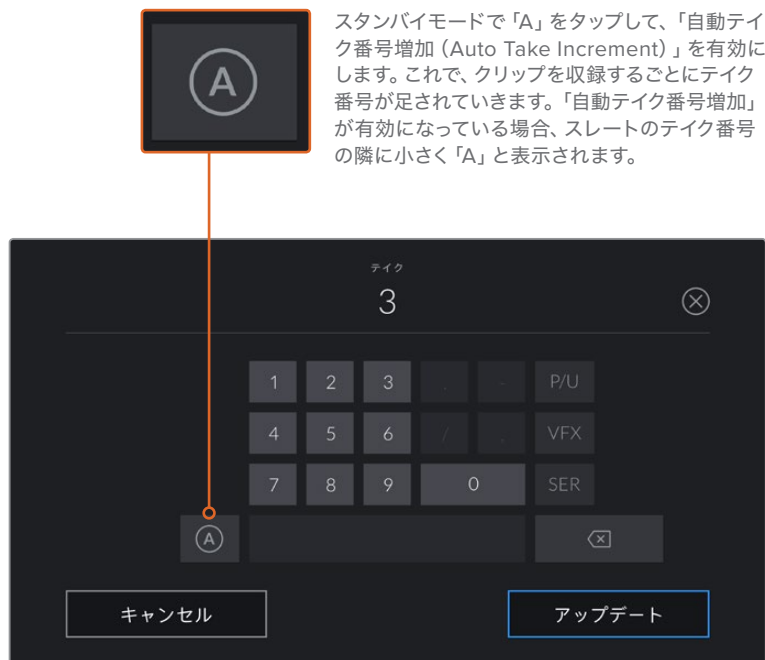 A
スタンバイモードで「A」をタップして、「自動テイ
ク番号増加（Auto Take Increment）」を有効に
します。これで、クリップを収録するごとにテイク
番号が足されていきます。「自動テイク番号増加」
が有効になっている場合、スレートのテイク番号
の隣に小さく「A」と表示されます。
テイク
3
1 2 3 . - P/U
4 5 6 / , VFX
7 8 9 0 SER
A
キャンセル アップデート